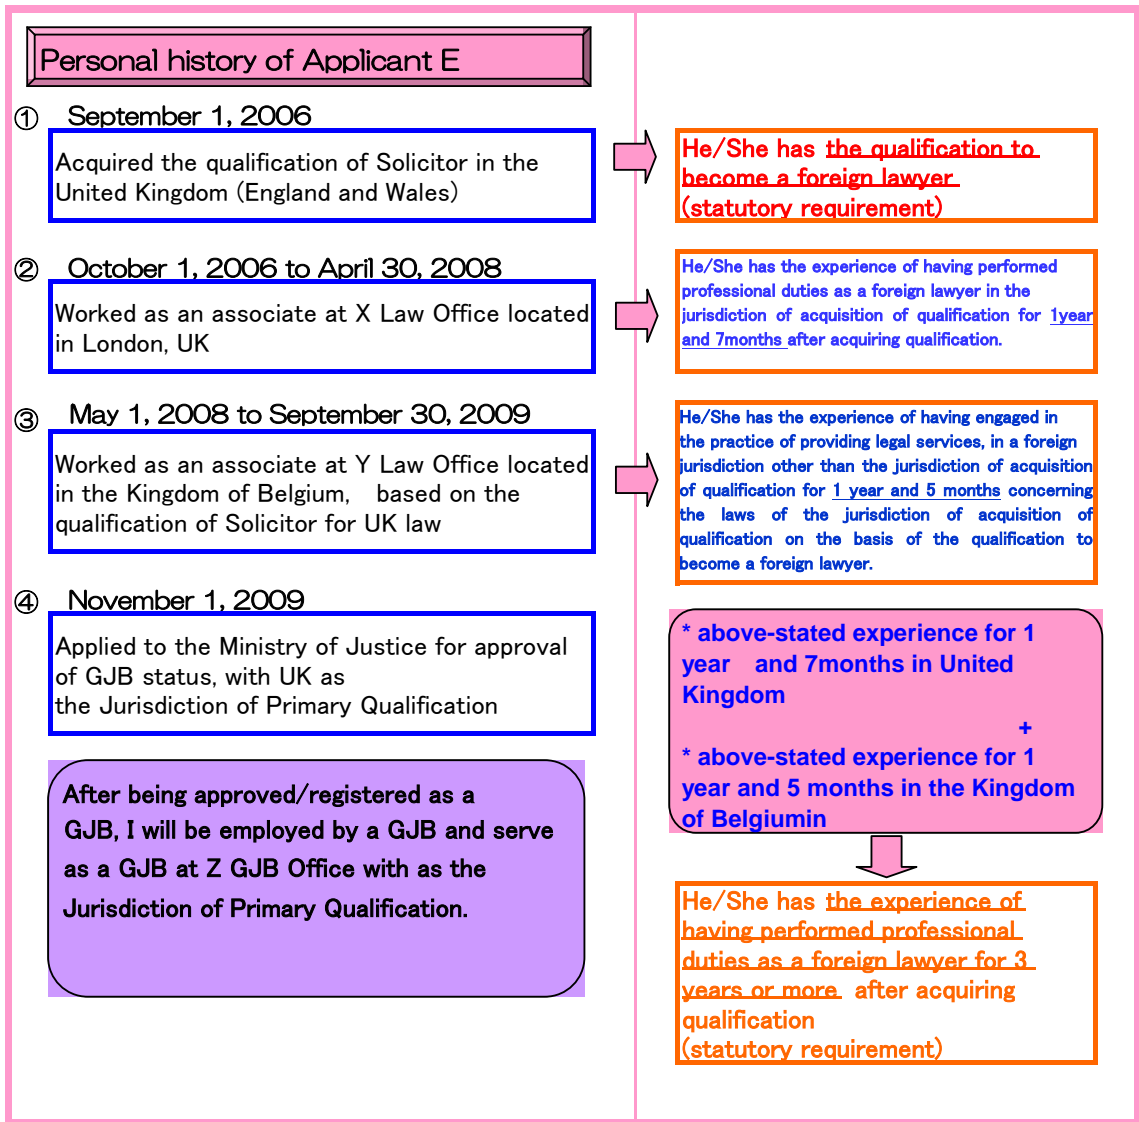 Personal history of Applicant E
① September 1, 2006
Acquired the qualification of Solicitor in the
United Kingdom (England and Wales)
He/She has the qualification to
become a foreign lawyer
(statutory requirement)
② October 1, 2006 to April 30, 2008
Worked as an associate at X Law Office located
in London, UK
He/She has the experience of having performed
professional duties as a foreign lawyer in the
jurisdiction of acquisition of qualification for 1year
and 7months after acquiring qualification.
③ May 1, 2008 to September 30, 2009
Worked as an associate at Y Law Office located
in the Kingdom of Belgium, based on the
qualification of Solicitor for UK law
He/She has the experience of having engaged in
the practice of providing legal services, in a foreign
jurisdiction other than the jurisdiction of acquisition
of qualification for 1 year and 5 months concerning
the laws of the jurisdiction of acquisition of
qualification on the basis of the qualification to
become a foreign lawyer.
④ November 1, 2009
Applied to the Ministry of Justice for approval
of GJB status, with UK as
the Jurisdiction of Primary Qualification
After being approved/registered as a
GJB, I will be employed by a GJB and serve
as a GJB at Z GJB Office with as the
Jurisdiction of Primary Qualification.
* above-stated experience for 1
year and 7months in United
Kingdom
+
* above-stated experience for 1
year and 5 months in the Kingdom
of Belgiumin
He/She has the experience of
having performed professional
duties as a foreign lawyer for 3
years or more after acquiring
qualification
(statutory requirement)